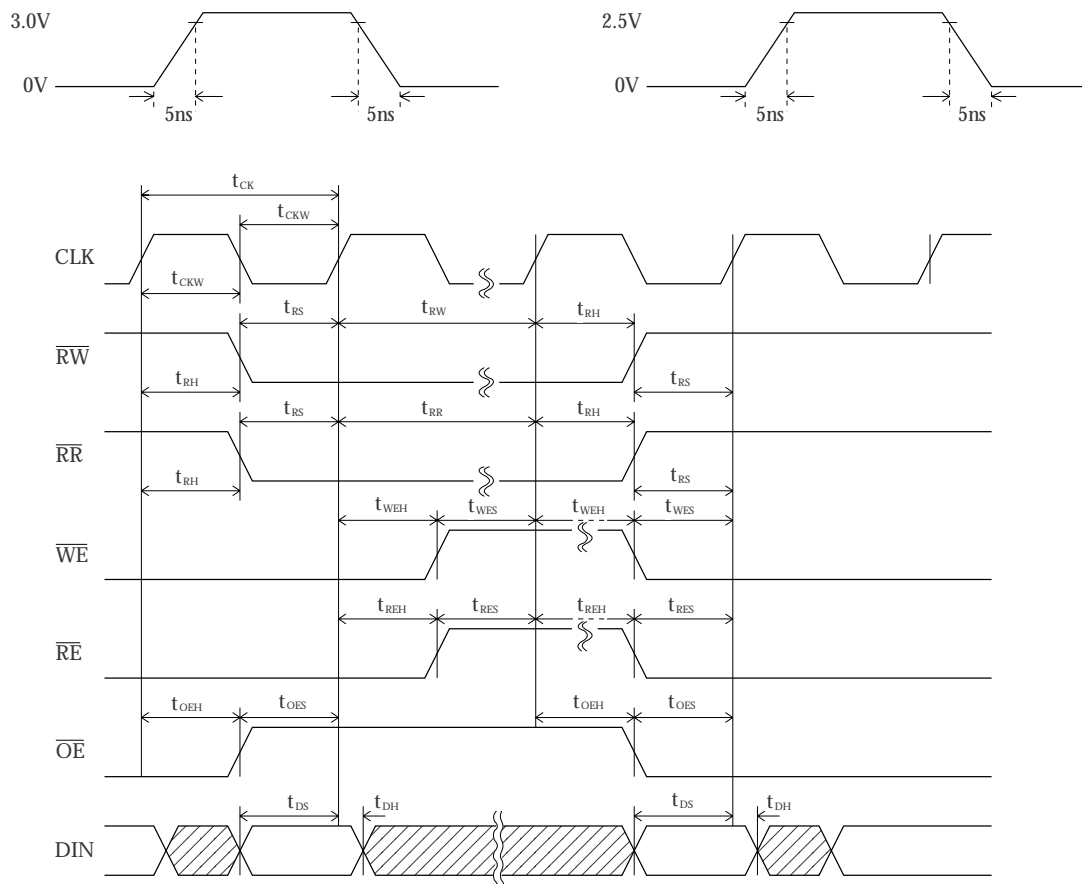 3.0V 2.5V
0V 0V
5ns 5ns 5ns 5ns
tCK
tCKW
CLK
tCKW
tRS tRW tRH
RW
tRH tRS
tRS tRR tRH
RR
tRH tRS
tWEH tWES tWEH tWES
WE
tREH tRES tREH tRES
RE
tOEH tOES tOEH tOES
OE
tDS tDH tDS tDH
DIN